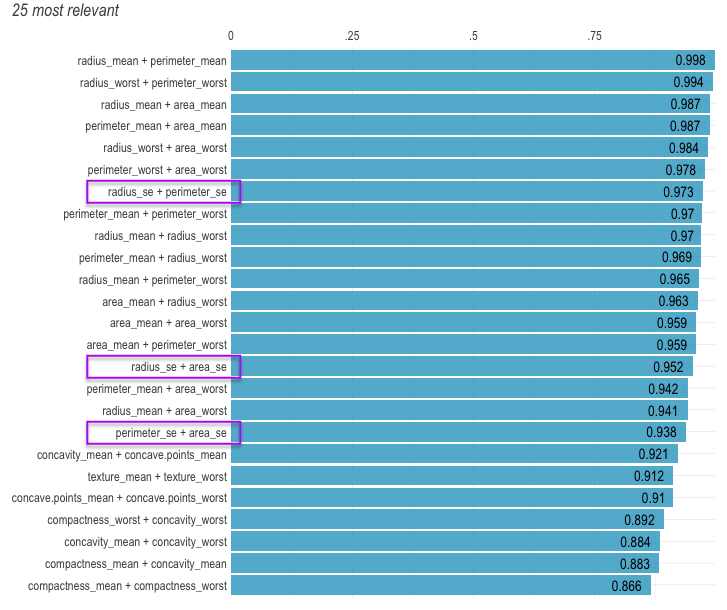 25 most relevant
0 .25 .5 .75
radius_mean + perimeter_mean 0.998
radius_worst + perimeter_worst 0.994
radius_mean + area_mean 0.987
perimeter_mean + area_mean 0.987
radius_worst + area_worst 0.984
perimeter_worst + area_worst 0.978
radius_se + perimeter_se 0.973
perimeter_mean + perimeter_worst 0.97
radius_mean + radius_worst 0.97
perimeter_mean + radius_worst 0.969
radius_mean + perimeter_worst 0.965
area_mean + radius_worst 0.963
area_mean + area_worst 0.959
area_mean + perimeter_worst 0.959
radius_se + area_se 0.952
perimeter_mean + area_worst 0.942
radius_mean + area_worst 0.941
perimeter_se + area_se 0.938
concavity_mean + concave.points_mean 0.921
texture_mean + texture_worst 0.912
concave.points_mean + concave.points_worst 0.91
compactness_worst + concavity_worst 0.892
concavity_mean + concavity_worst 0.884
compactness_mean + concavity_mean 0.883
compactness_mean + compactness_worst 0.866